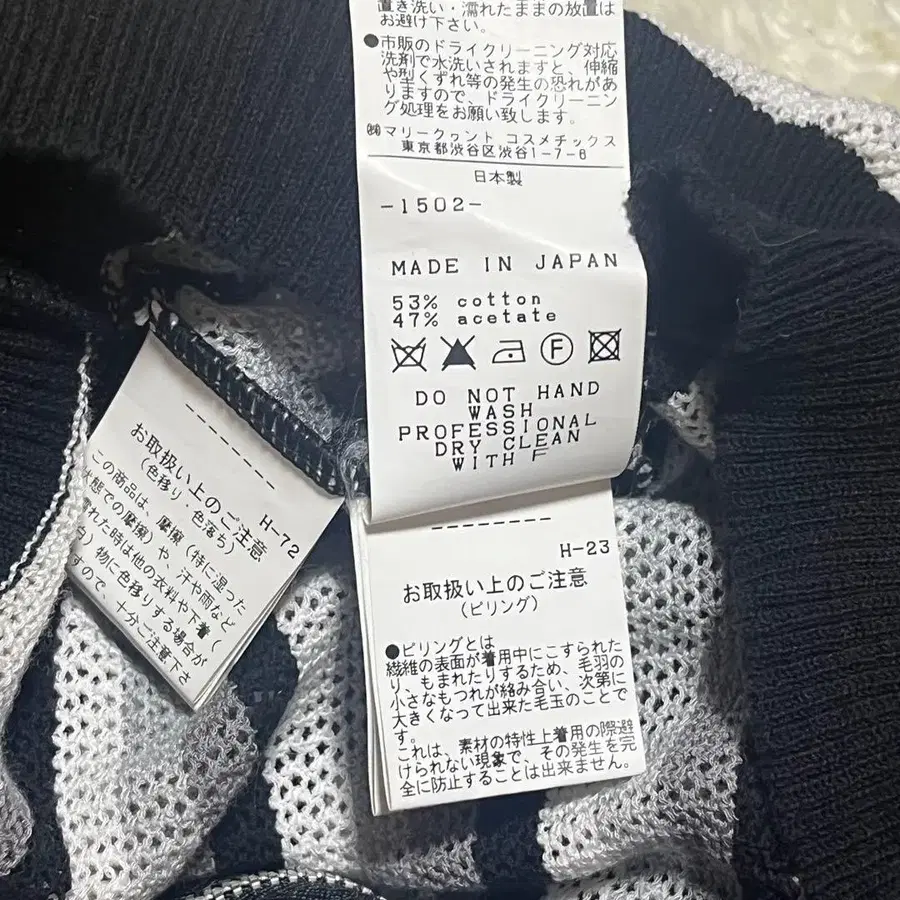 置き洗い・濡れたままの放置は
お避け下さい。
●市販のドライクリーニング対応
洗剤で水洗いされますと、伸縮
や型くずれ等の発生の恐れがあ
りますので、ドライクリーニン
グ処理をお願い致します。
㈱マリークヮント コスメチックス
東京都渋谷区渋谷1-7-6
日本製
-1502-
MADE IN JAPAN
53% cotton
47% acetate
F
DO NOT HAND
WASH
PROFESSIONAL
DRY CLEAN
WITH F
H-72
お取扱い上のご注意
(色移り・色落ち)
この商品は、摩擦(特に湿った
状態での摩擦)や、汗や雨など
れた時は他の衣料や下着(
白)物に色移りする場合が
すので、十分ご注意下さ
H-23
お取扱い上のご注意
(ピリング)
●ピリングとは
繊維の表面が着用中にこすられた
り、もまれたりするため、毛羽の
小さなもつれが絡み合い、次第に
大きくなって出来た毛玉のことで
す。
これは、素材の特性上着用の際避
けられない現象で、その発生を完
全に防止することは出来ません。